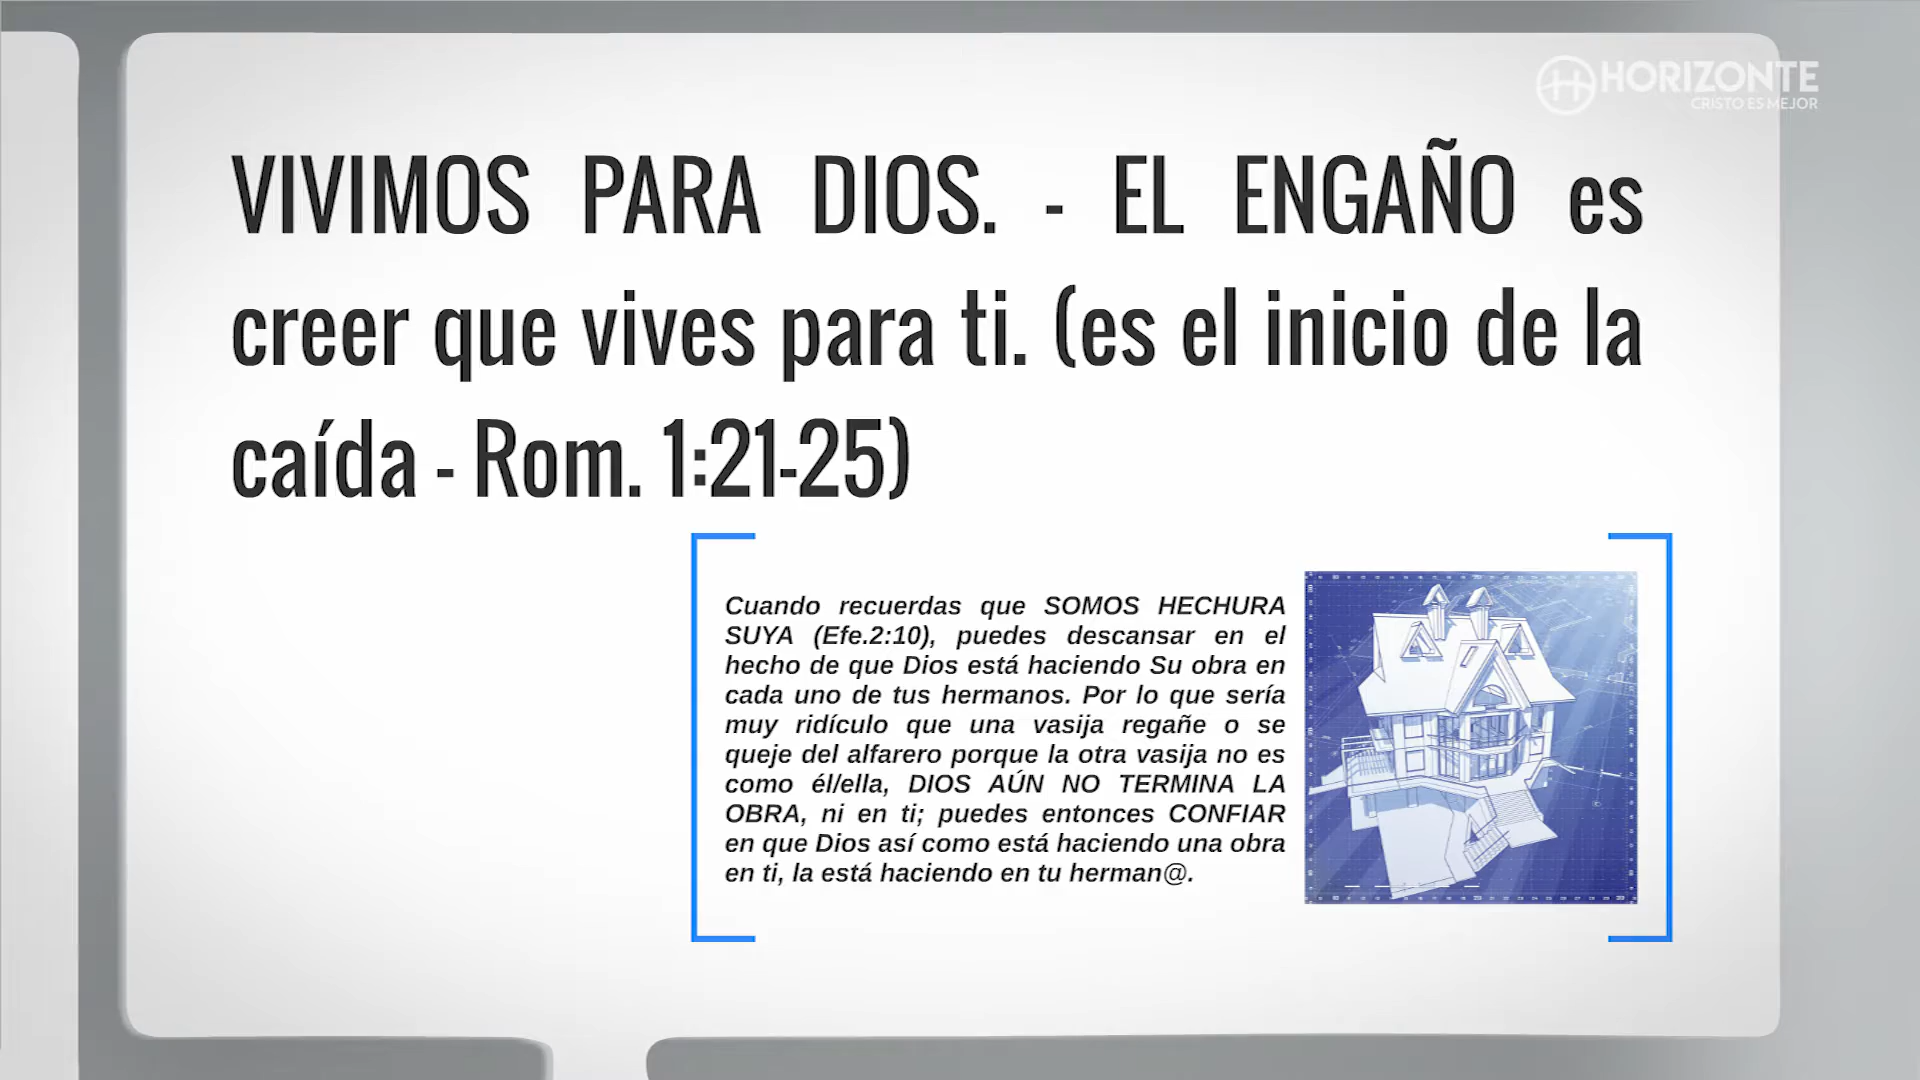 HORIZONTE
CRISTO ES MEJOR
VIVIMOS PARA DIOS. - EL ENGAÑO es
creer que vives para ti. (es el inicio de la
caída - Rom. 1:21-25)
Cuando recuerdas que SOMOS HECHURA
SUYA (Efe.2:10), puedes descansar en el
hecho de que Dios está haciendo Su obra en
cada uno de tus hermanos. Por lo que sería
muy ridículo que una vasija regañe o se
queje del alfarero porque la otra vasija no es
como él/ella, DIOS AÚN NO TERMINA LA
OBRA, ni en ti; puedes entonces CONFIAR
en que Dios así como está haciendo una obra
en ti, la está haciendo en tu herman@.